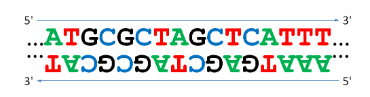 5' 3'
...ATGCGCTAGCTCATTT...
...TACGCGATCGAGTAAA...
3' 5'